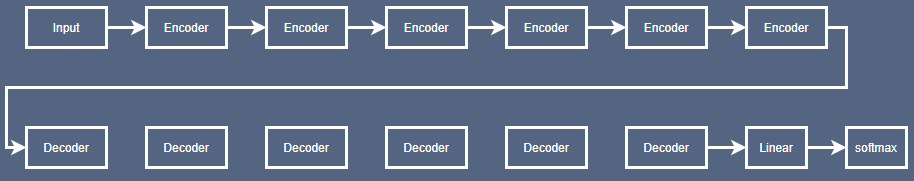 Input
Encoder
Encoder
Encoder
Encoder
Encoder
Encoder
Decoder
Decoder
Decoder
Decoder
Decoder
Decoder
Linear
softmax